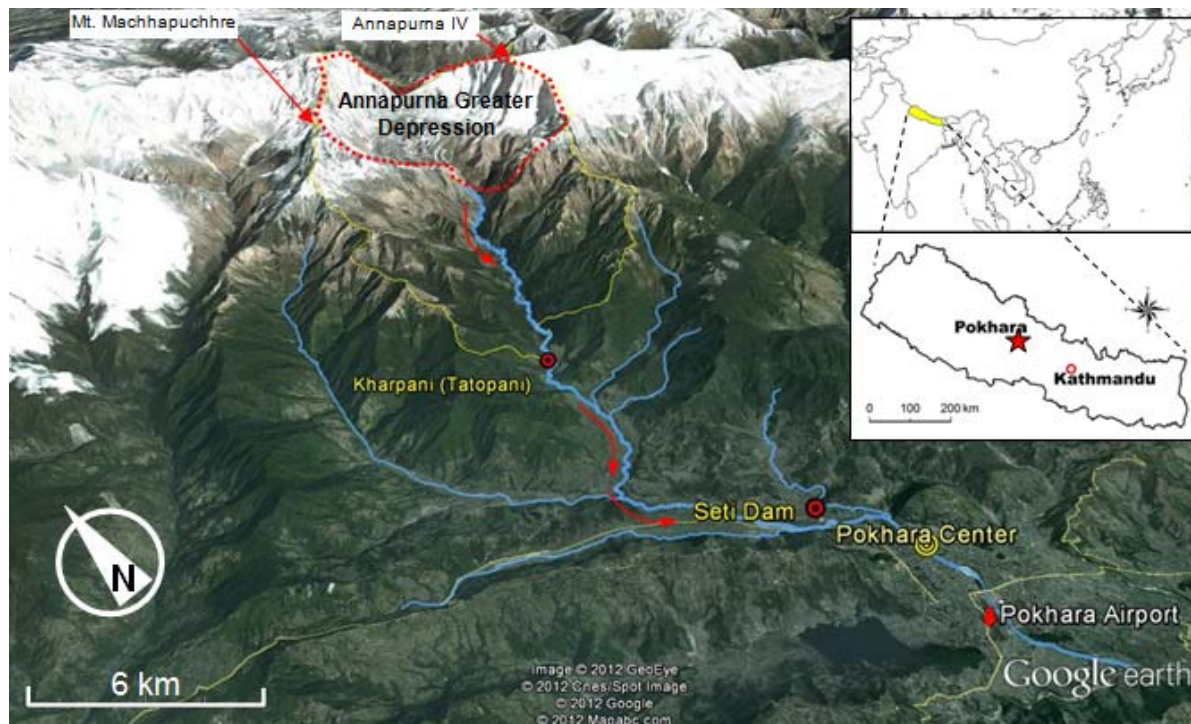 Mt. Machhapuchhre
Annapurna IV
Annapurna Greater
Depression
Pokhara
Kathmandu
0 100 200 km
Kharpani (Tatopani)
Seti Dam
Pokhara Center
Pokhara Airport
N
6 km
Image © 2012 GeoEye
© 2012 Cnes/Spot Image
© 2012 Google
© 2012 Mapabc.com
Google earth